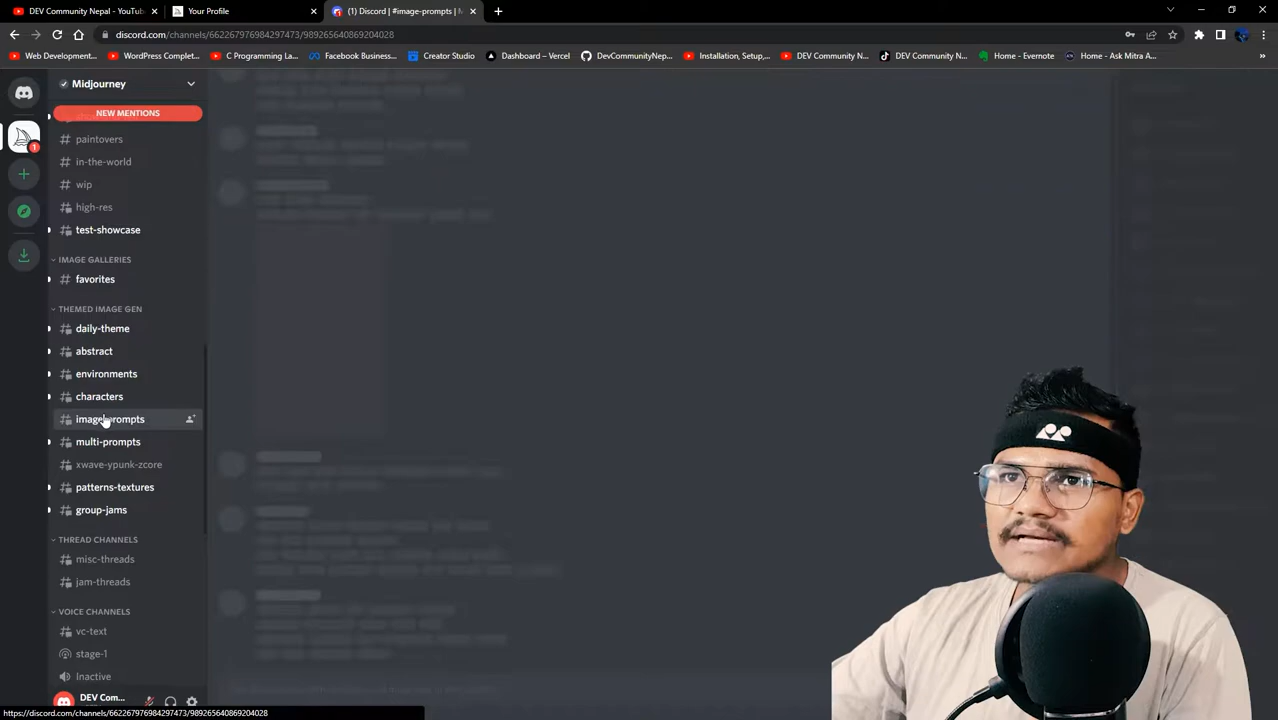 DEV Community Nepal - YouTub
Your Profile
(1) Discord | #image-prompts | M
discord.com/channels/662267976984297473/989265640869204028
Web Development...
WordPress Complet...
C Programming La...
Facebook Business...
Creator Studio
Dashboard – Vercel
DevCommunityNep...
Installation, Setup,...
DEV Community N...
DEV Community N...
Home - Evernote
Home - Ask Mitra A...
Midjourney
NEW MENTIONS
paintovers
in-the-world
wip
high-res
test-showcase
IMAGE GALLERIES
favorites
THEMED IMAGE GEN
daily-theme
abstract
environments
characters
image-prompts
multi-prompts
xwave-ypunk-zcore
patterns-textures
group-jams
THREAD CHANNELS
misc-threads
jam-threads
VOICE CHANNELS
vc-text
stage-1
Inactive
DEV Com...
https://discord.com/channels/662267976984297473/989265640869204028